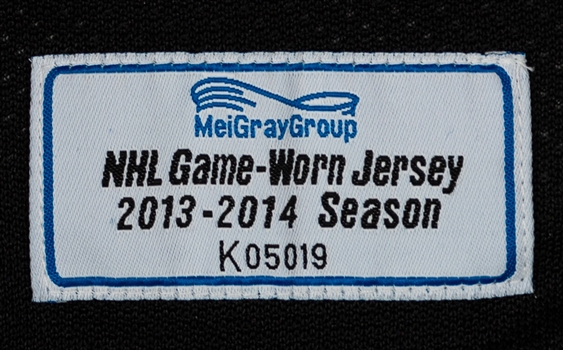 MeiGrayGroup
NHL Game-Worn Jersey
2013-2014 Season
K05019